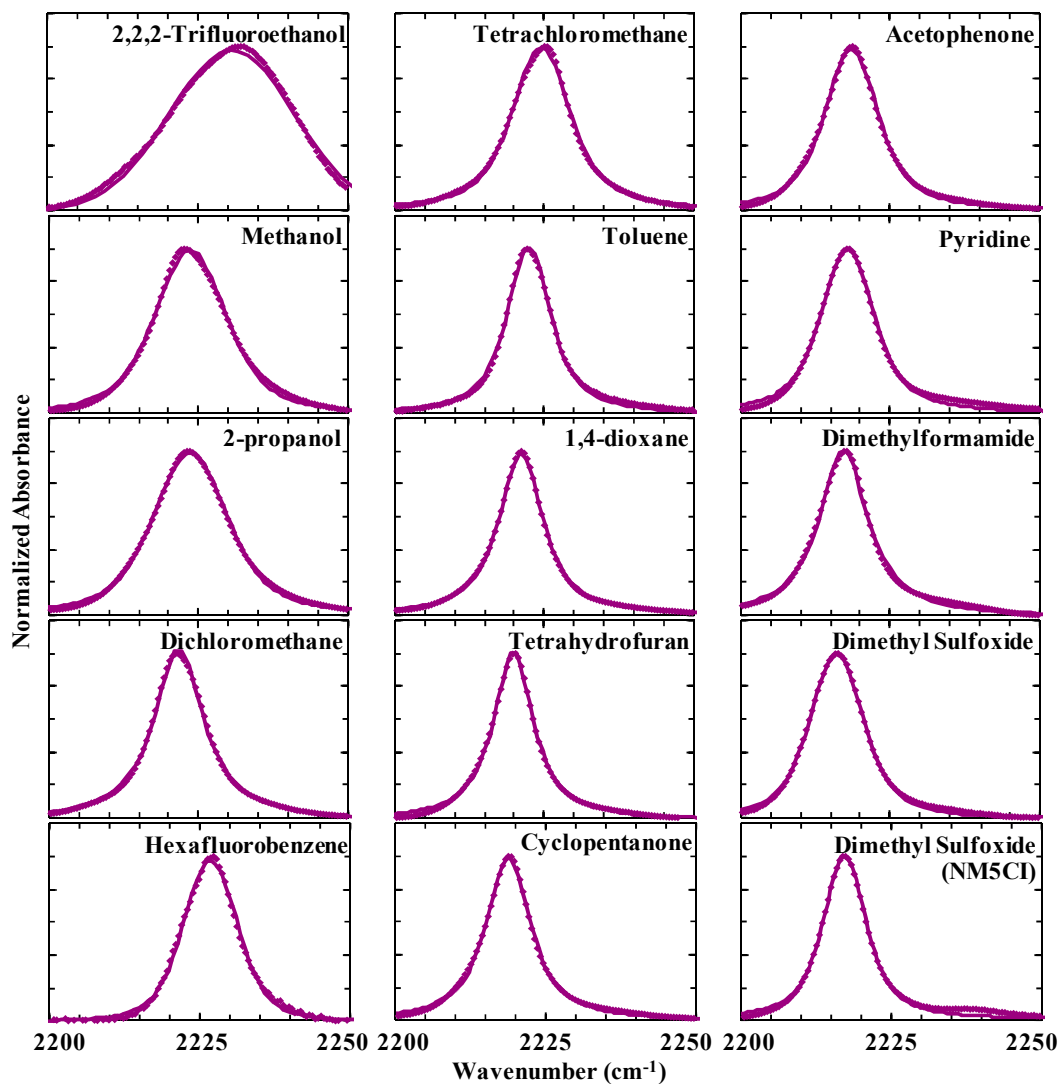 2,2,2-Trifluoroethanol
Tetrachloromethane
Acetophenone
Methanol
Toluene
Pyridine
2-propanol
1,4-dioxane
Dimethylformamide
Dichloromethane
Tetrahydrofuran
Dimethyl Sulfoxide
Hexafluorobenzene
Cyclopentanone
Dimethyl Sulfoxide
(NM5CI)
Normalized Absorbance
2200 2225 2250
2200 2225 2250
2200 2225 2250
Wavenumber (cm-1)